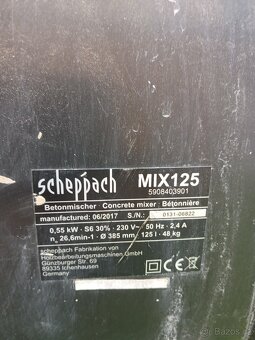 scheppach MIX125
5908403901
Betonmischer · Concrete mixer · Bétonnière
manufactured: 06/2017 S./N.: 0131-06822
0,55 kW · S6 30% · 230 V~ 50 Hz · 2,4 A
n₀ 26,6min-1 · Ø 385 mm · 125 l · 48 kg
scheppach Fabrikation von
Holzbearbeitungsmaschinen GmbH
Günzburger Str. 69
89335 Ichenhausen
Germany
CE